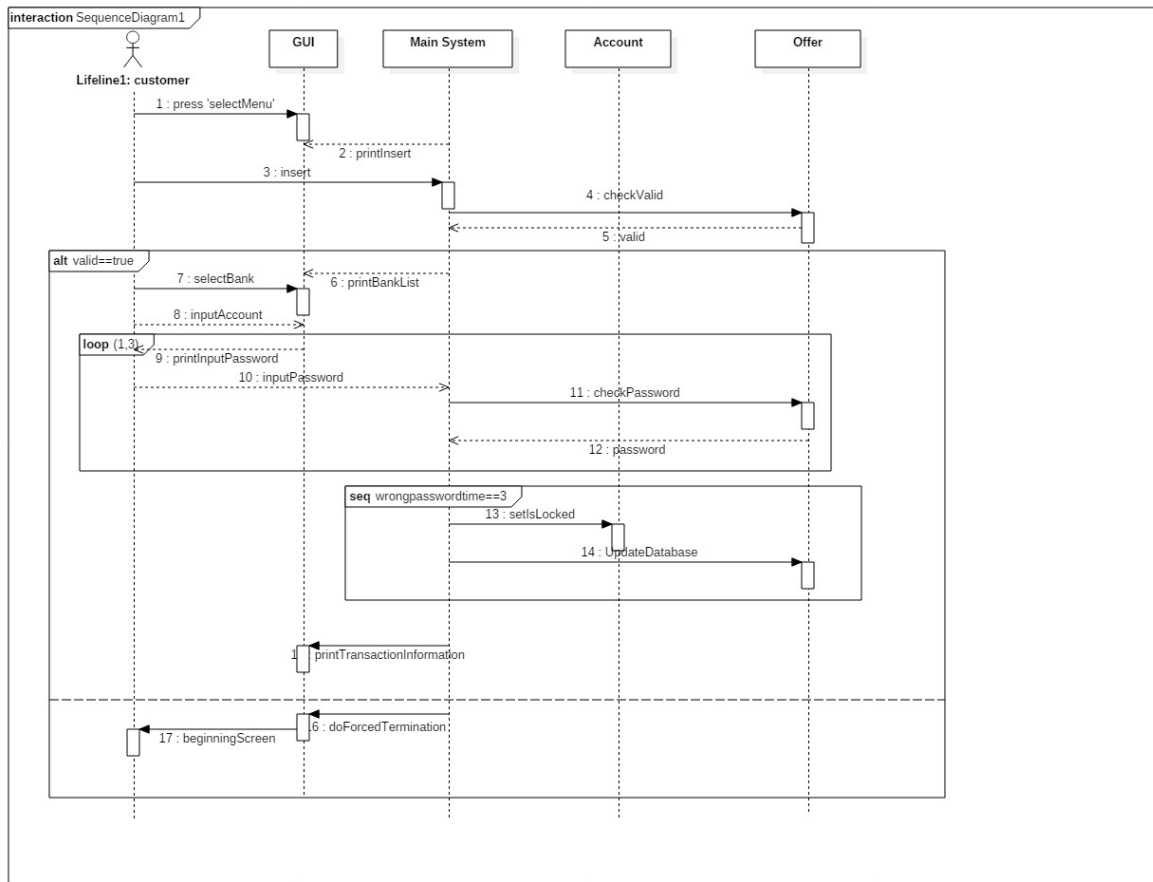 interaction SequenceDiagram1
GUI
Main System
Account
Offer
Lifeline1: customer
1 : press 'selectMenu'
2 : printInsert
3 : insert
4 : checkValid
5 : valid
alt valid==true
6 : printBankList
7 : selectBank
8 : inputAccount
loop (1,3)
9 : printInputPassword
10 : inputPassword
11 : checkPassword
12 : password
seq wrongpasswordtime==3
13 : setIsLocked
14 : UpdateDatabase
printTransactionInformation
16 : doForcedTermination
17 : beginningScreen